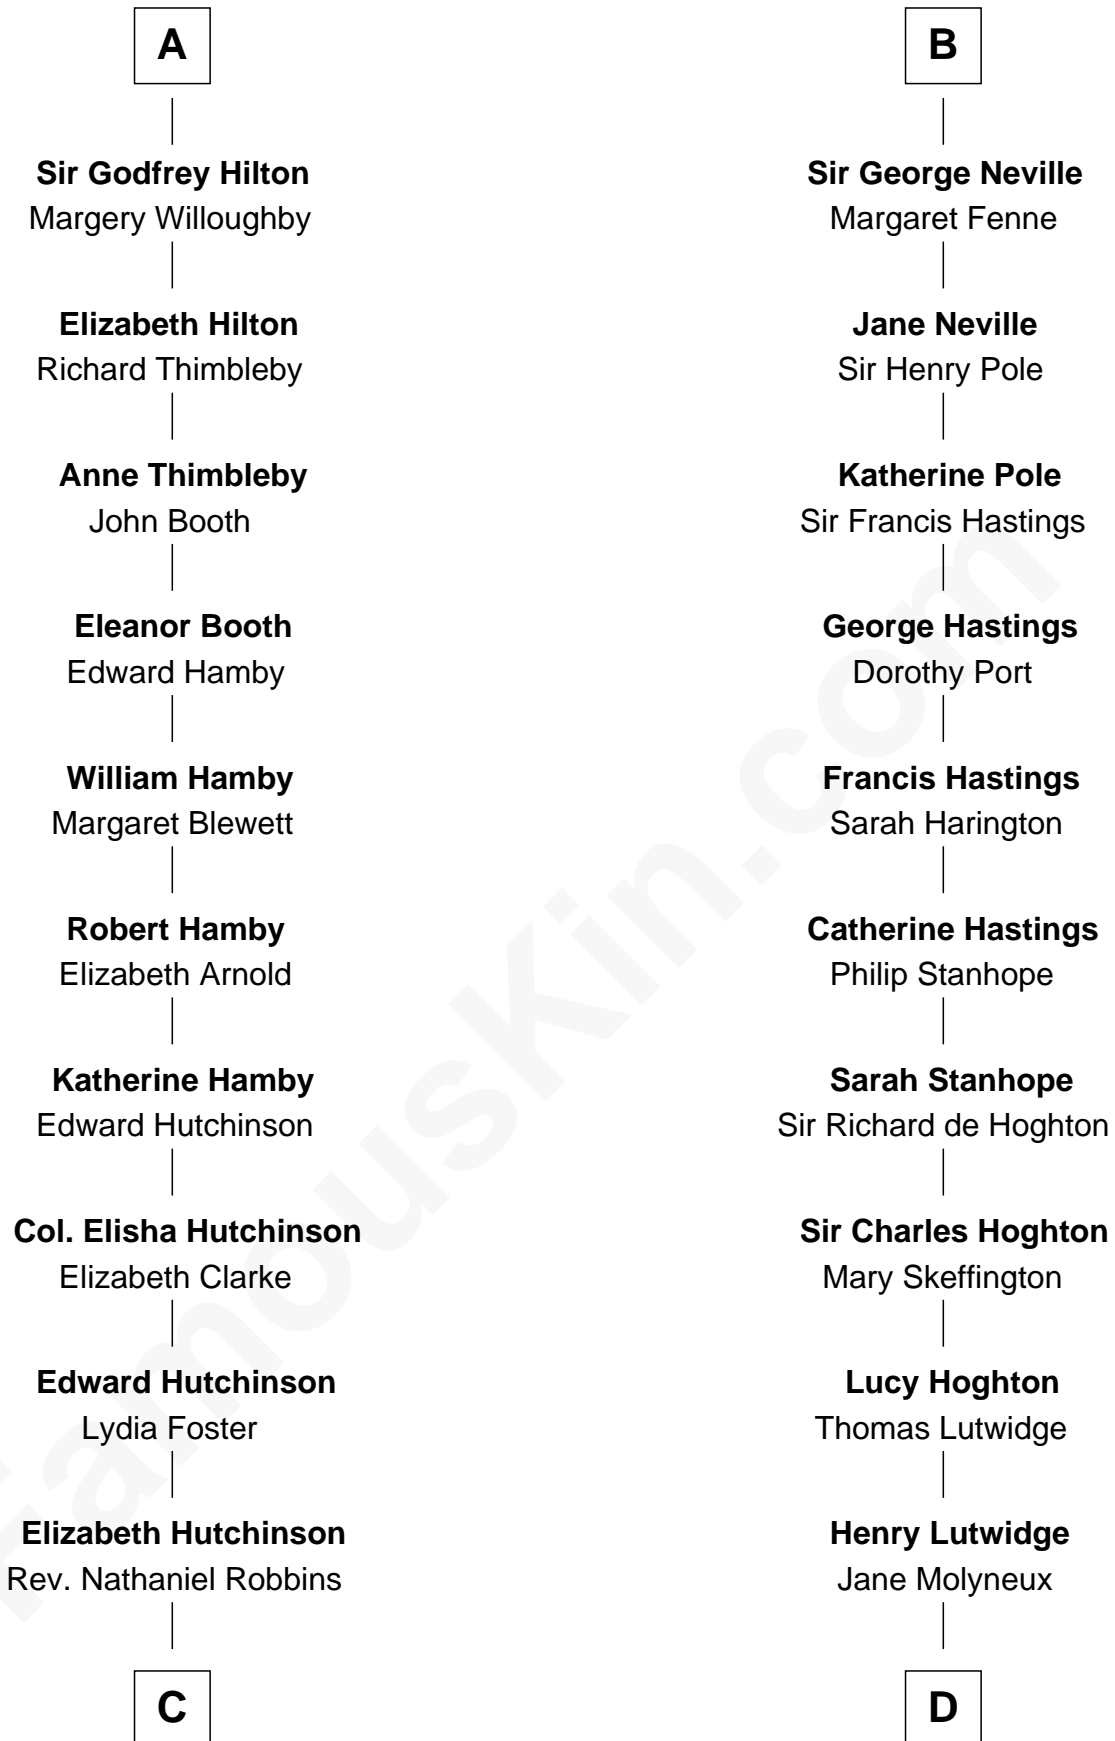 A
Sir Godfrey Hilton
Margery Willoughby
Elizabeth Hilton
Richard Thimbleby
Anne Thimbleby
John Booth
Eleanor Booth
Edward Hamby
William Hamby
Margaret Blewett
Robert Hamby
Elizabeth Arnold
Katherine Hamby
Edward Hutchinson
Col. Elisha Hutchinson
Elizabeth Clarke
Edward Hutchinson
Lydia Foster
Elizabeth Hutchinson
Rev. Nathaniel Robbins
C
B
Sir George Neville
Margaret Fenne
Jane Neville
Sir Henry Pole
Katherine Pole
Sir Francis Hastings
George Hastings
Dorothy Port
Francis Hastings
Sarah Harington
Catherine Hastings
Philip Stanhope
Sarah Stanhope
Sir Richard de Hoghton
Sir Charles Hoghton
Mary Skeffington
Lucy Hoghton
Thomas Lutwidge
Henry Lutwidge
Jane Molyneux
D
FamousKin.com